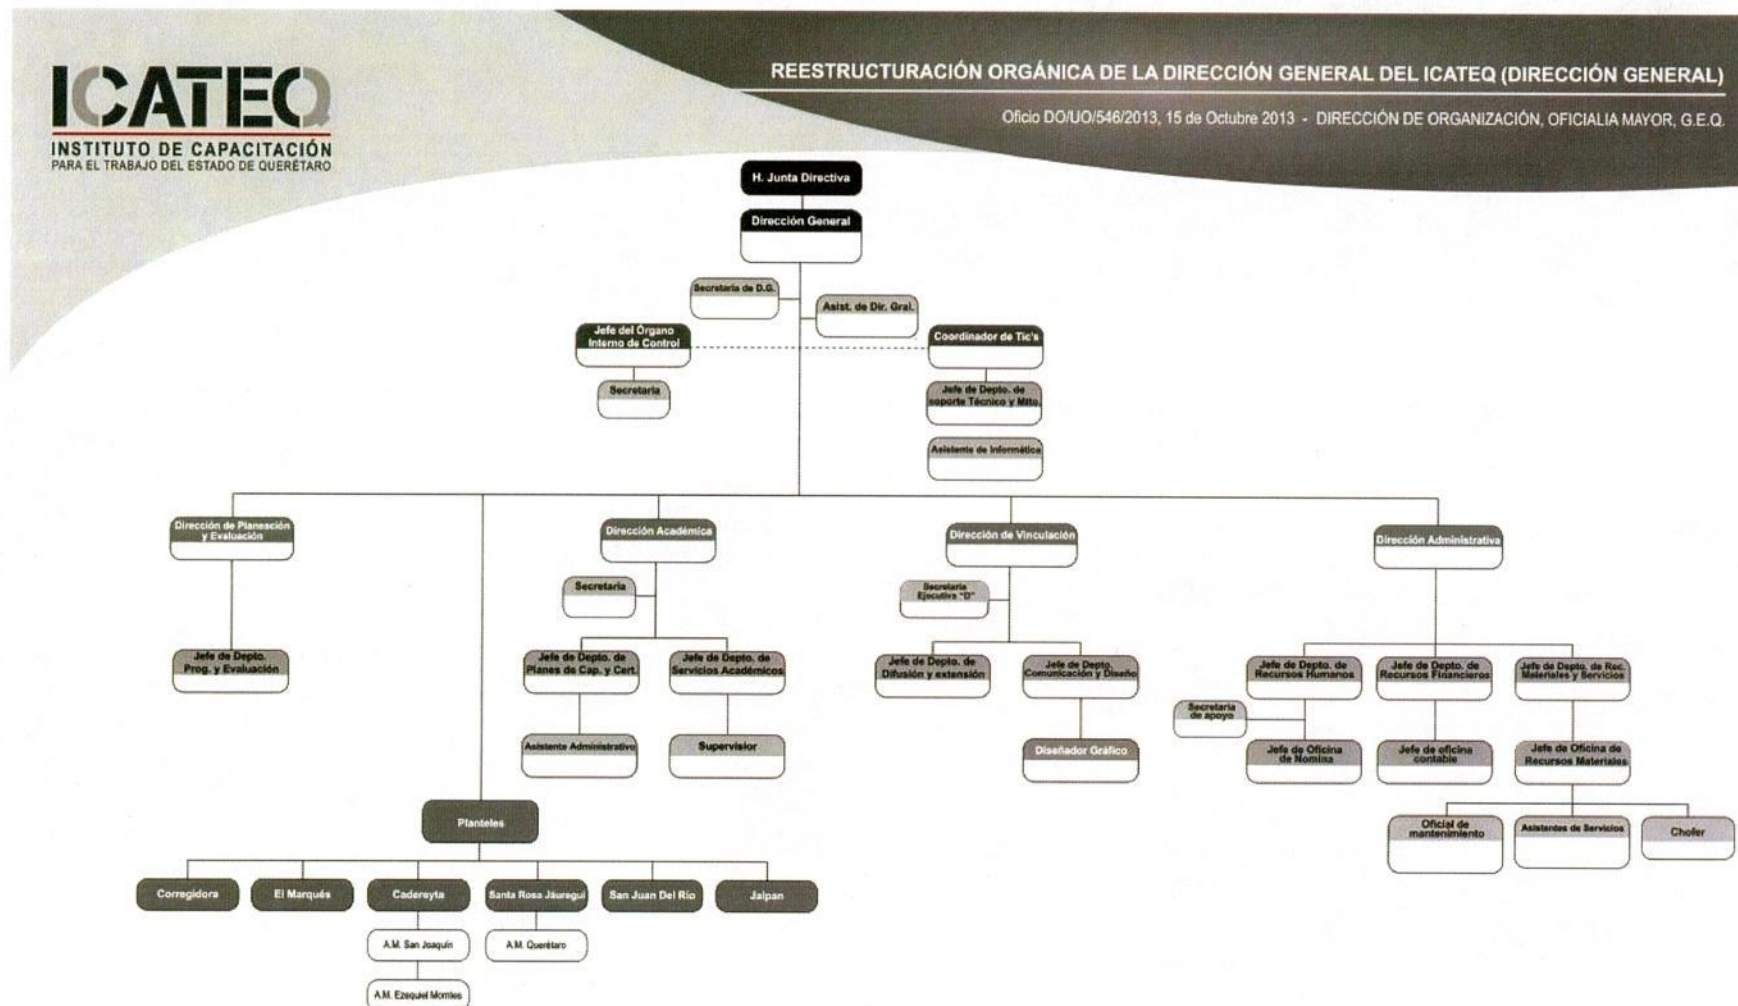 ICATEQ
INSTITUTO DE CAPACITACIÓN
PARA EL TRABAJO DEL ESTADO DE QUERÉTARO
REESTRUCTURACIÓN ORGÁNICA DE LA DIRECCIÓN GENERAL DEL ICATEQ (DIRECCIÓN GENERAL)
Oficio DO/UO/546/2013, 15 de Octubre 2013 - DIRECCIÓN DE ORGANIZACIÓN, OFICIALIA MAYOR, G.E.Q.
H. Junta Directiva
Dirección General
Secretaria de D.G.
Asist. de Dir. Gral.
Jefe del Órgano
Interno de Control
Coordinador de Tic's
Secretaria
Jefe de Depto. de
soporte Técnico y Mtto.
Asistente de Informática
Dirección de Planeación
y Evaluación
Dirección Académica
Dirección de Vinculación
Dirección Administrativa
Secretaria
Secretaria
Ejecutiva "D"
Jefe de Depto.
Prog. y Evaluación
Jefe de Depto. de
Planes de Cap. y Cert.
Jefe de Depto. de
Servicios Académicos
Jefe de Depto. de
Difusión y extensión
Jefe de Depto.
Comunicación y Diseño
Jefe de Depto. de
Recursos Humanos
Jefe de Depto. de
Recursos Financieros
Jefe de Depto. de Rec.
Materiales y Servicios
Secretaria
de apoyo
Asistente Administrativo
Supervisior
Diseñador Gráfico
Jefe de Oficina
de Nomina
Jefe de oficina
contable
Jefe de Oficina de
Recursos Materiales
Planteles
Oficial de
mantenimiento
Asistentes de Servicios
Chofer
Corregidora
El Marqués
Cadereyta
Santa Rosa Jáuregui
San Juan Del Río
Jalpan
A.M. San Joaquín
A.M. Querétaro
A.M. Ezequiel Montes